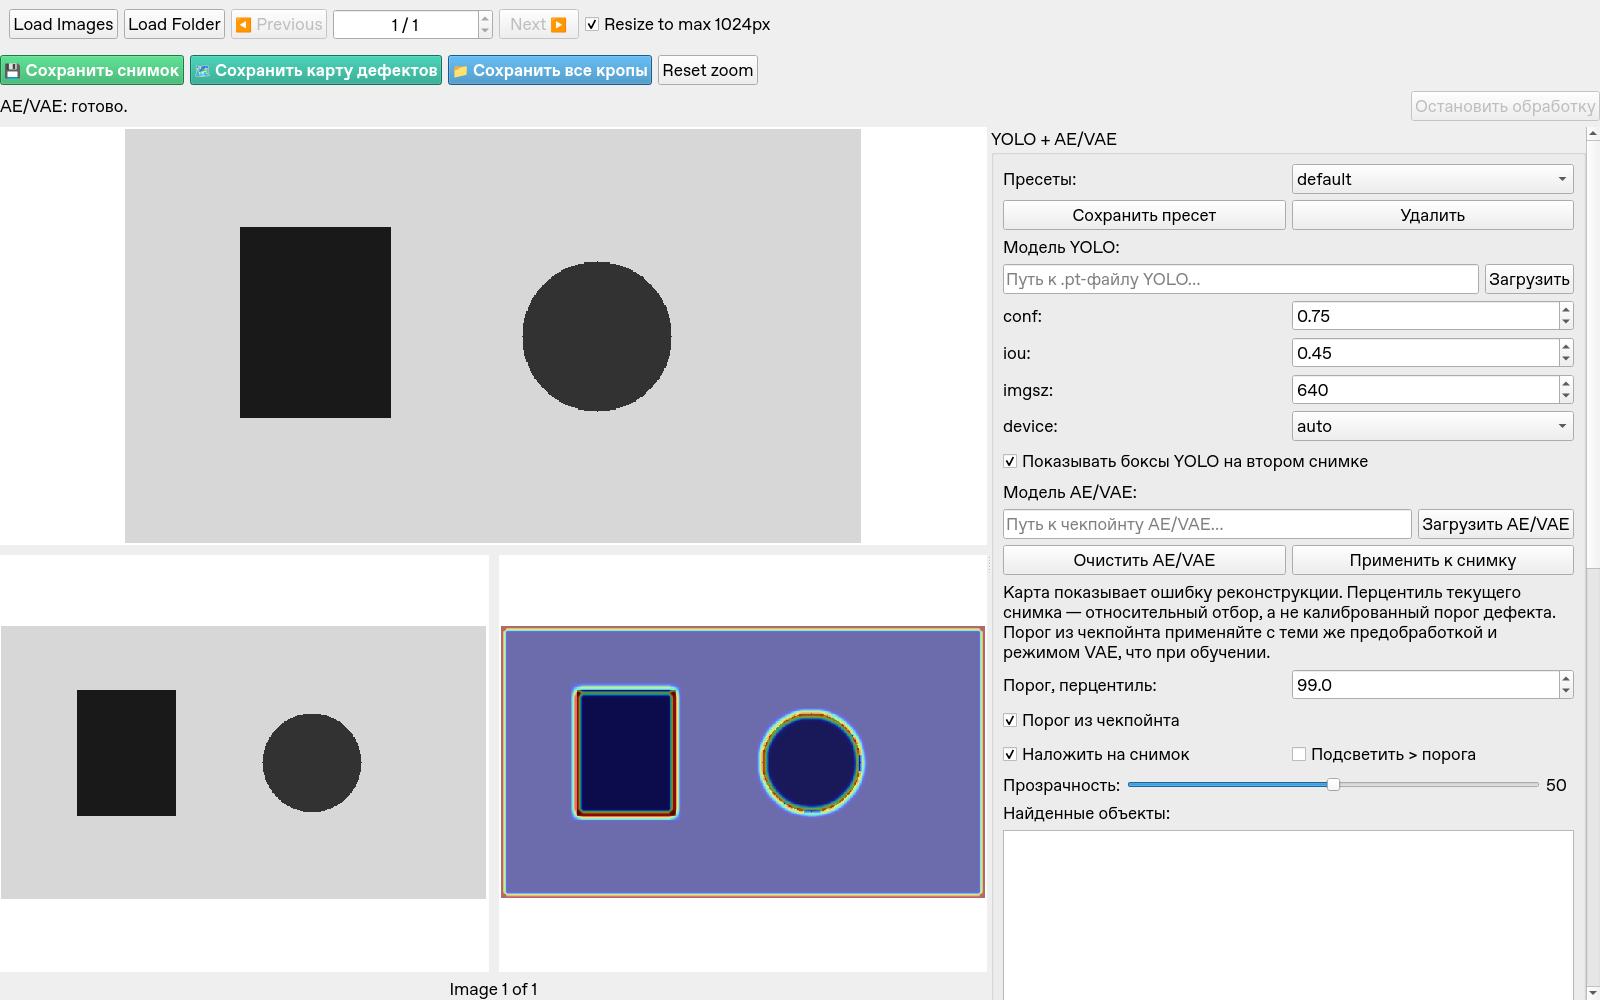 Load Images Load Folder Previous 1 / 1 Next Resize to max 1024px
Сохранить снимок Сохранить карту дефектов Сохранить все кропы Reset zoom
AE/VAE: готово. Остановить обработку
YOLO + AE/VAE
Пресеты: default
Сохранить пресет Удалить
Модель YOLO:
Путь к .pt-файлу YOLO... Загрузить
conf: 0.75
iou: 0.45
imgsz: 640
device: auto
Показывать боксы YOLO на втором снимке
Модель AE/VAE:
Путь к чекпойнту AE/VAE... Загрузить AE/VAE
Очистить AE/VAE Применить к снимку
Карта показывает ошибку реконструкции. Перцентиль текущего
снимка — относительный отбор, а не калиброванный порог дефекта.
Порог из чекпойнта применяйте с теми же предобработкой и
режимом VAE, что при обучении.
Порог, перцентиль: 99.0
Порог из чекпойнта
Наложить на снимок Подсветить > порога
Прозрачность: 50
Найденные объекты:
Image 1 of 1